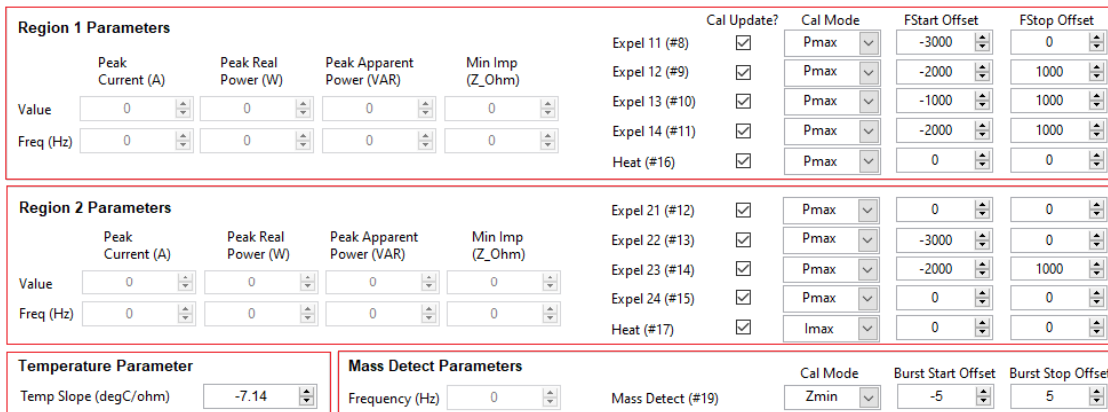 Region 1 Parameters
Cal Update? Cal Mode FStart Offset FStop Offset
Expel 11 (#8) Pmax -3000 0
Peak Current (A) Peak Real Power (W) Peak Apparent Power (VAR) Min Imp (Z_Ohm)
Expel 12 (#9) Pmax -2000 1000
Value 0 0 0 0
Expel 13 (#10) Pmax -1000 1000
Freq (Hz) 0 0 0 0
Expel 14 (#11) Pmax -2000 1000
Heat (#16) Pmax 0 0
Region 2 Parameters
Expel 21 (#12) Pmax 0 0
Peak Current (A) Peak Real Power (W) Peak Apparent Power (VAR) Min Imp (Z_Ohm)
Expel 22 (#13) Pmax -3000 0
Value 0 0 0 0
Expel 23 (#14) Pmax -2000 1000
Freq (Hz) 0 0 0 0
Expel 24 (#15) Pmax 0 0
Heat (#17) Imax 0 0
Temperature Parameter
Temp Slope (degC/ohm) -7.14
Mass Detect Parameters
Cal Mode Burst Start Offset Burst Stop Offset
Frequency (Hz) 0 Mass Detect (#19) Zmin -5 5